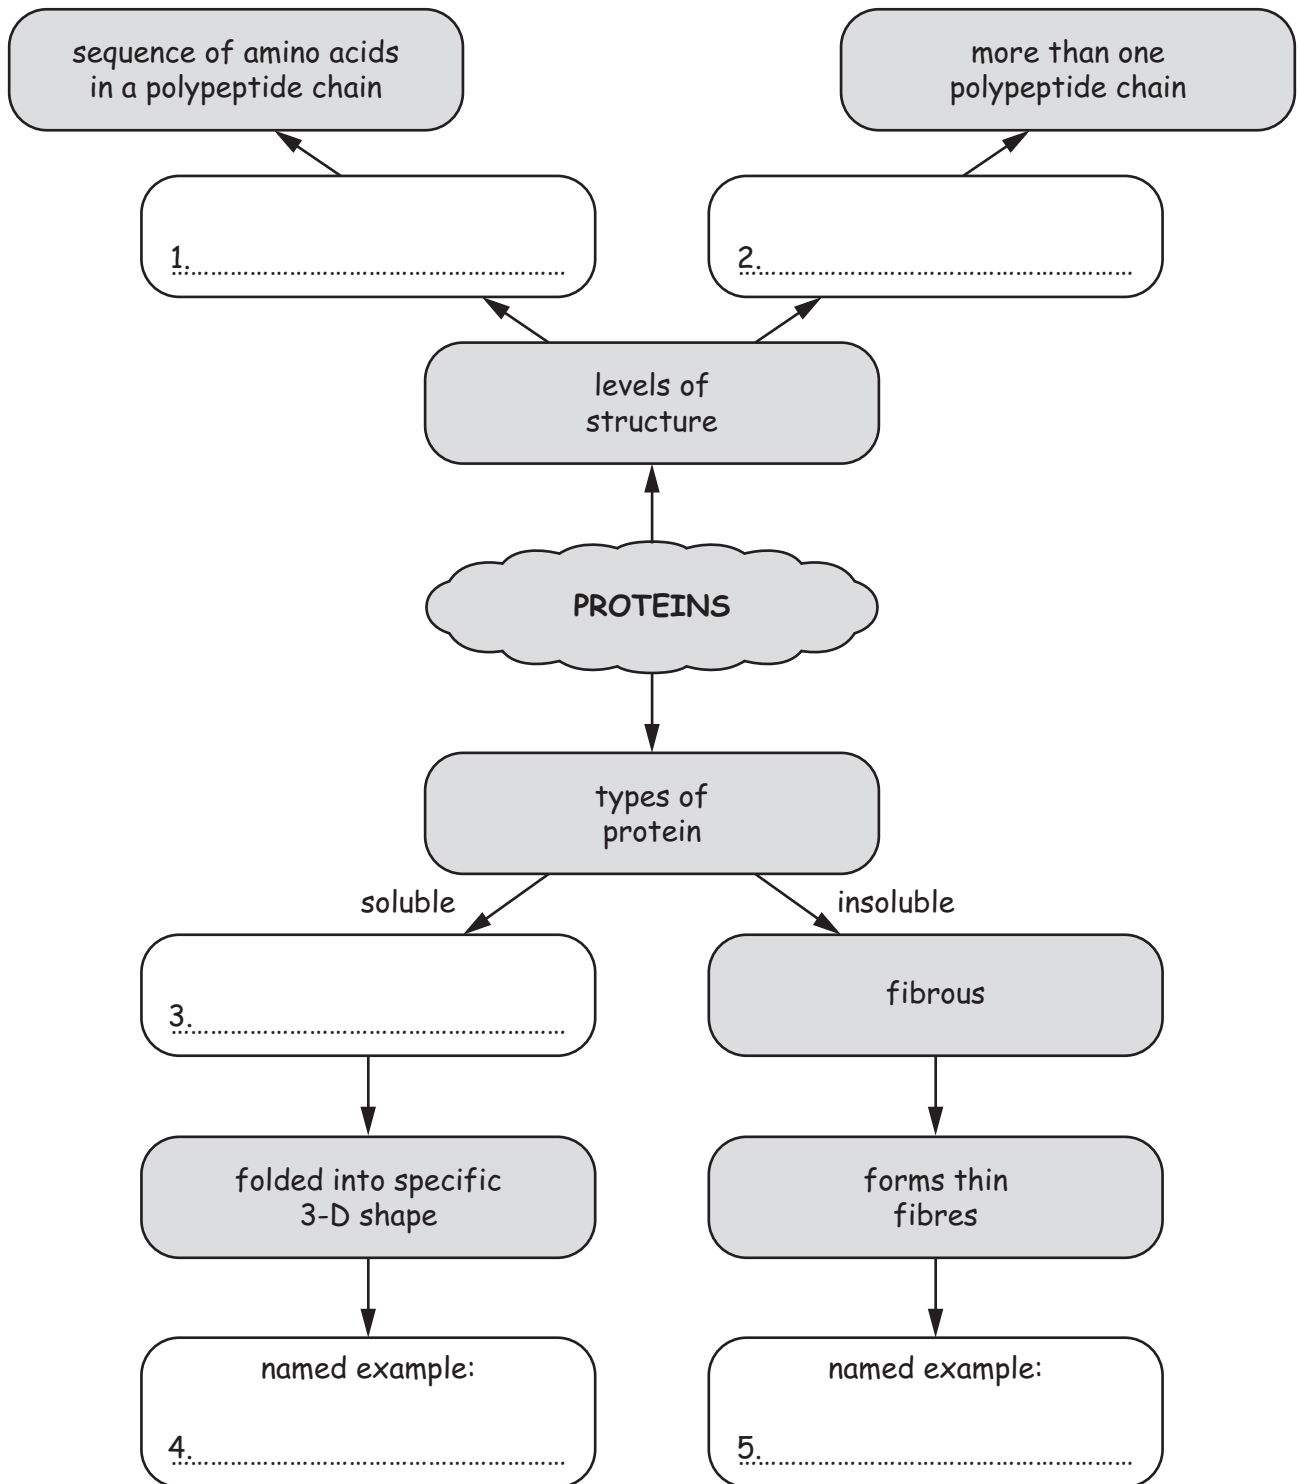 sequence of amino acids
in a polypeptide chain
more than one
polypeptide chain
1.............................................................
2.............................................................
levels of
structure
PROTEINS
types of
protein
soluble
insoluble
3.............................................................
fibrous
folded into specific
3-D shape
forms thin
fibres
named example:
4.............................................................
named example:
5.............................................................